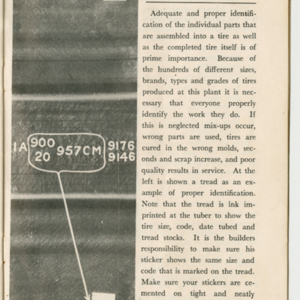 Adequate and proper identifi-
cation of the individual parts that
are assembled into a tire as well
as the completed tire itself is of
prime importance. Because of
the hundreds of different sizes,
brands, types and grades of tires
produced at this plant it is nec-
essary that everyone properly
identify the work they do. If
this is neglected mix-ups occur,
wrong parts are used, tires are
cured in the wrong molds, sec-
onds and scrap increase, and poor
quality results in service. At the
left is shown a tread as an ex-
ample of proper identification.
Note that the tread is ink im-
printed at the tuber to show the
tire size, code, date tubed and
tread stocks. It is the builders
responsibility to make sure his
sticker shows the same size and
code that is marked on the tread.
Make sure your stickers are ce-
mented on tight and neatly
1A 900 957CM 9176
20 9146